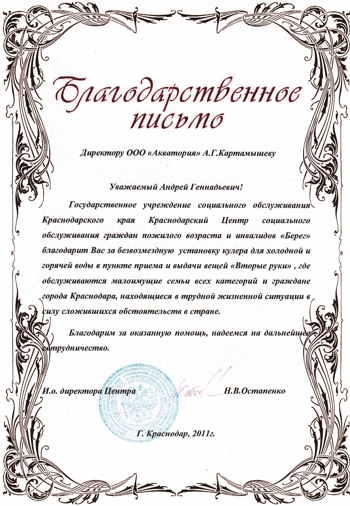 Благодарственное
письмо
Директору ООО «Акватория» А.Г.Картамышеву
Уважаемый Андрей Геннадьевич!
Государственное учреждение социального обслуживания
Краснодарского края Краснодарский Центр социального
обслуживания граждан пожилого возраста и инвалидов «Берег»
благодарит Вас за безвозмездную установку кулера для холодной и
горячей воды в пункте приема и выдачи вещей «Вторые руки» , где
обслуживаются малоимущие семьи всех категорий и граждане
города Краснодара, находящиеся в трудной жизненной ситуации в
силу сложившихся обстоятельств в стране.
Благодарим за оказанную помощь, надеемся на дальнейшее
сотрудничество.
И.о. директора Центра Н.В.Остапенко
Г. Краснодар, 2011г.